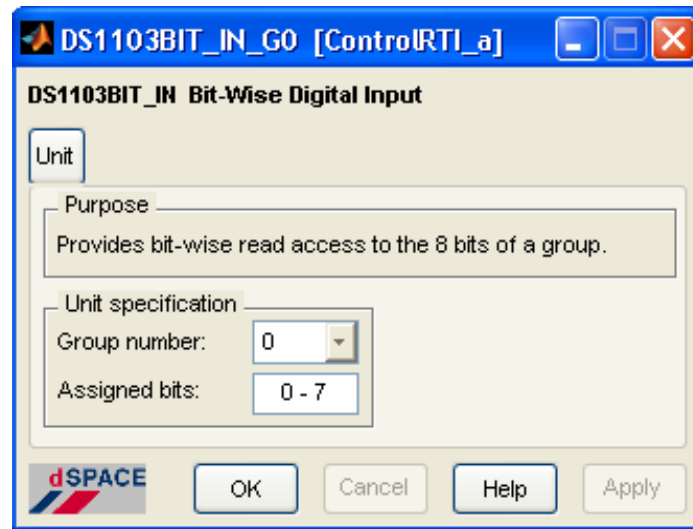 DS1103BIT_IN_G0 [ControlRTI_a]
DS1103BIT_IN Bit-Wise Digital Input
Unit
Purpose
Provides bit-wise read access to the 8 bits of a group.
Unit specification
Group number: 0
Assigned bits: 0 - 7
dSPACE OK Cancel Help Apply